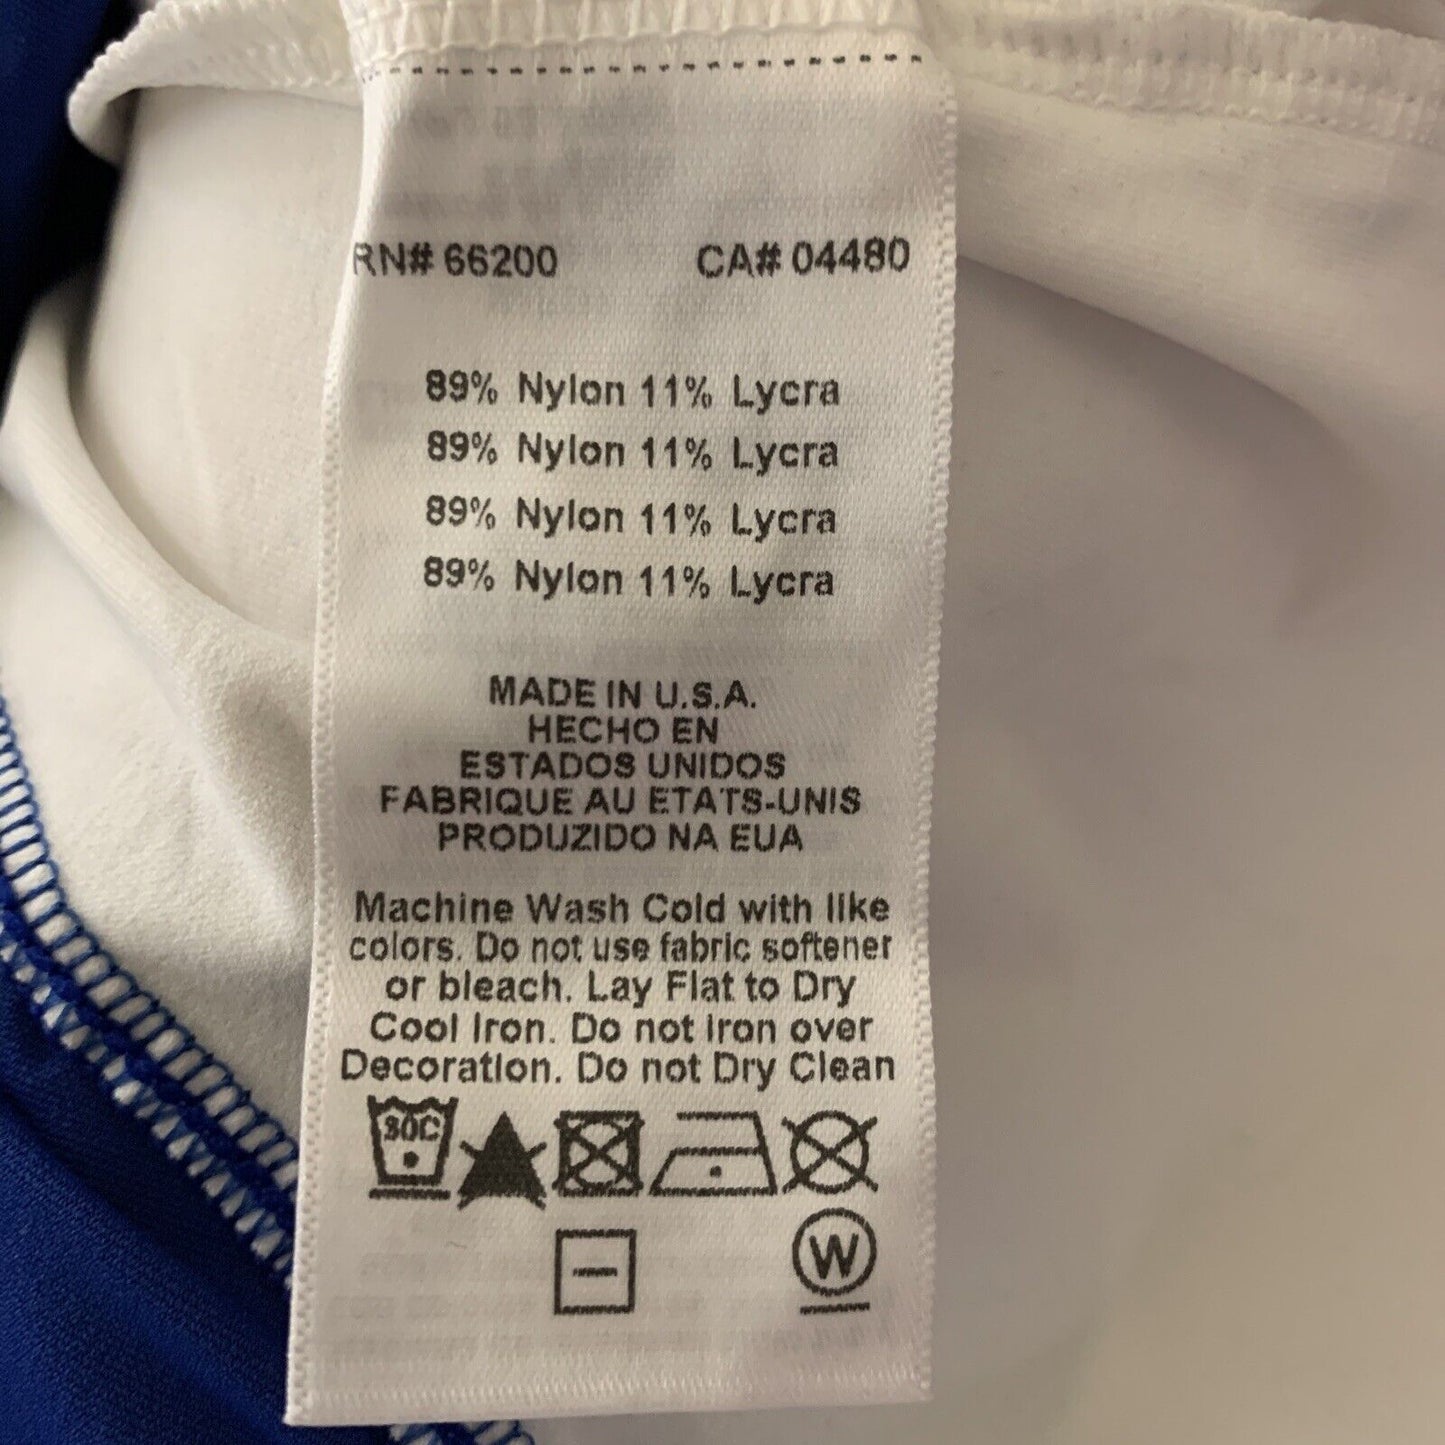 RN# 66200 CA# 04480
89% Nylon 11% Lycra
89% Nylon 11% Lycra
89% Nylon 11% Lycra
89% Nylon 11% Lycra
MADE IN U.S.A.
HECHO EN
ESTADOS UNIDOS
FABRIQUE AU ETATS-UNIS
PRODUZIDO NA EUA
Machine Wash Cold with like
colors. Do not use fabric softener
or bleach. Lay Flat to Dry
Cool Iron. Do not Iron over
Decoration. Do not Dry Clean
30C
W